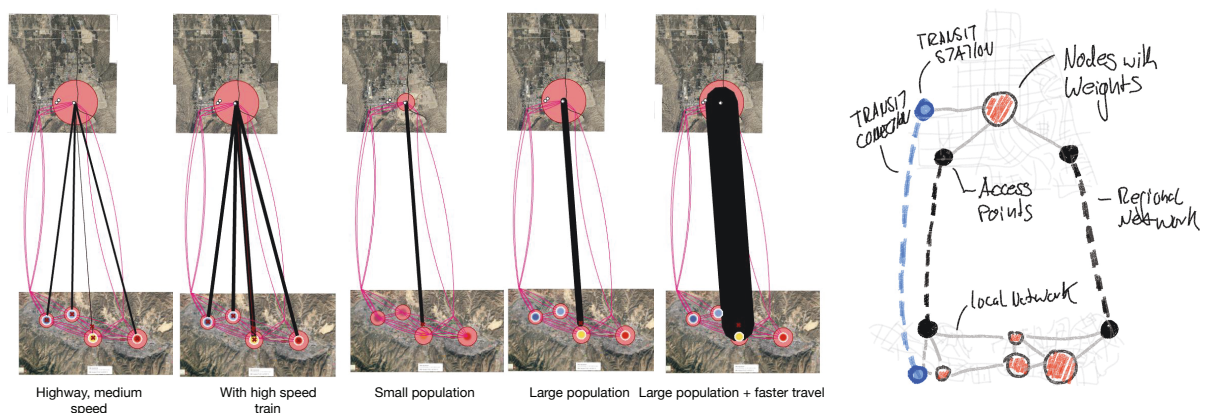 Highway, medium
speed
With high speed
train
Small population
Large population
Large population + faster travel
TRANSIT
STATION
Nodes with
Weights
TRANSIT
CONNECTION
Access
Points
Regional
Network
local Network